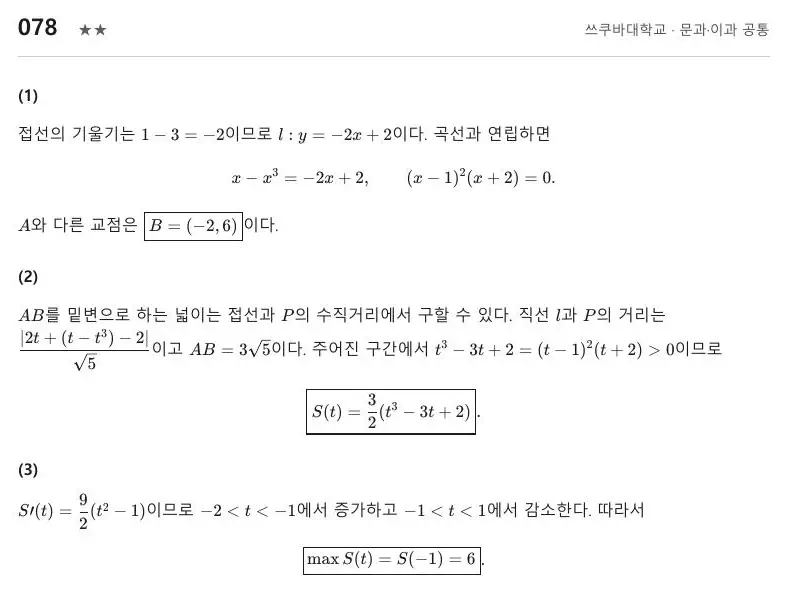 078 ★★ 쓰쿠바대학교 · 문과·이과 공통
(1)
접선의 기울기는 1 − 3 = −2이므로 l : y = −2x + 2이다. 곡선과 연립하면
x − x³ = −2x + 2, (x − 1)²(x + 2) = 0.
A와 다른 교점은 B = (−2, 6)이다.
(2)
AB를 밑변으로 하는 넓이는 접선과 P의 수직거리에서 구할 수 있다. 직선 l과 P의 거리는
|2t + (t − t³) − 2| / √5 이고 AB = 3√5이다. 주어진 구간에서 t³ − 3t + 2 = (t − 1)²(t + 2) > 0이므로
S(t) = 3/2 (t³ − 3t + 2).
(3)
S′(t) = 9/2 (t² − 1)이므로 −2 < t < −1에서 증가하고 −1 < t < 1에서 감소한다. 따라서
max S(t) = S(−1) = 6.